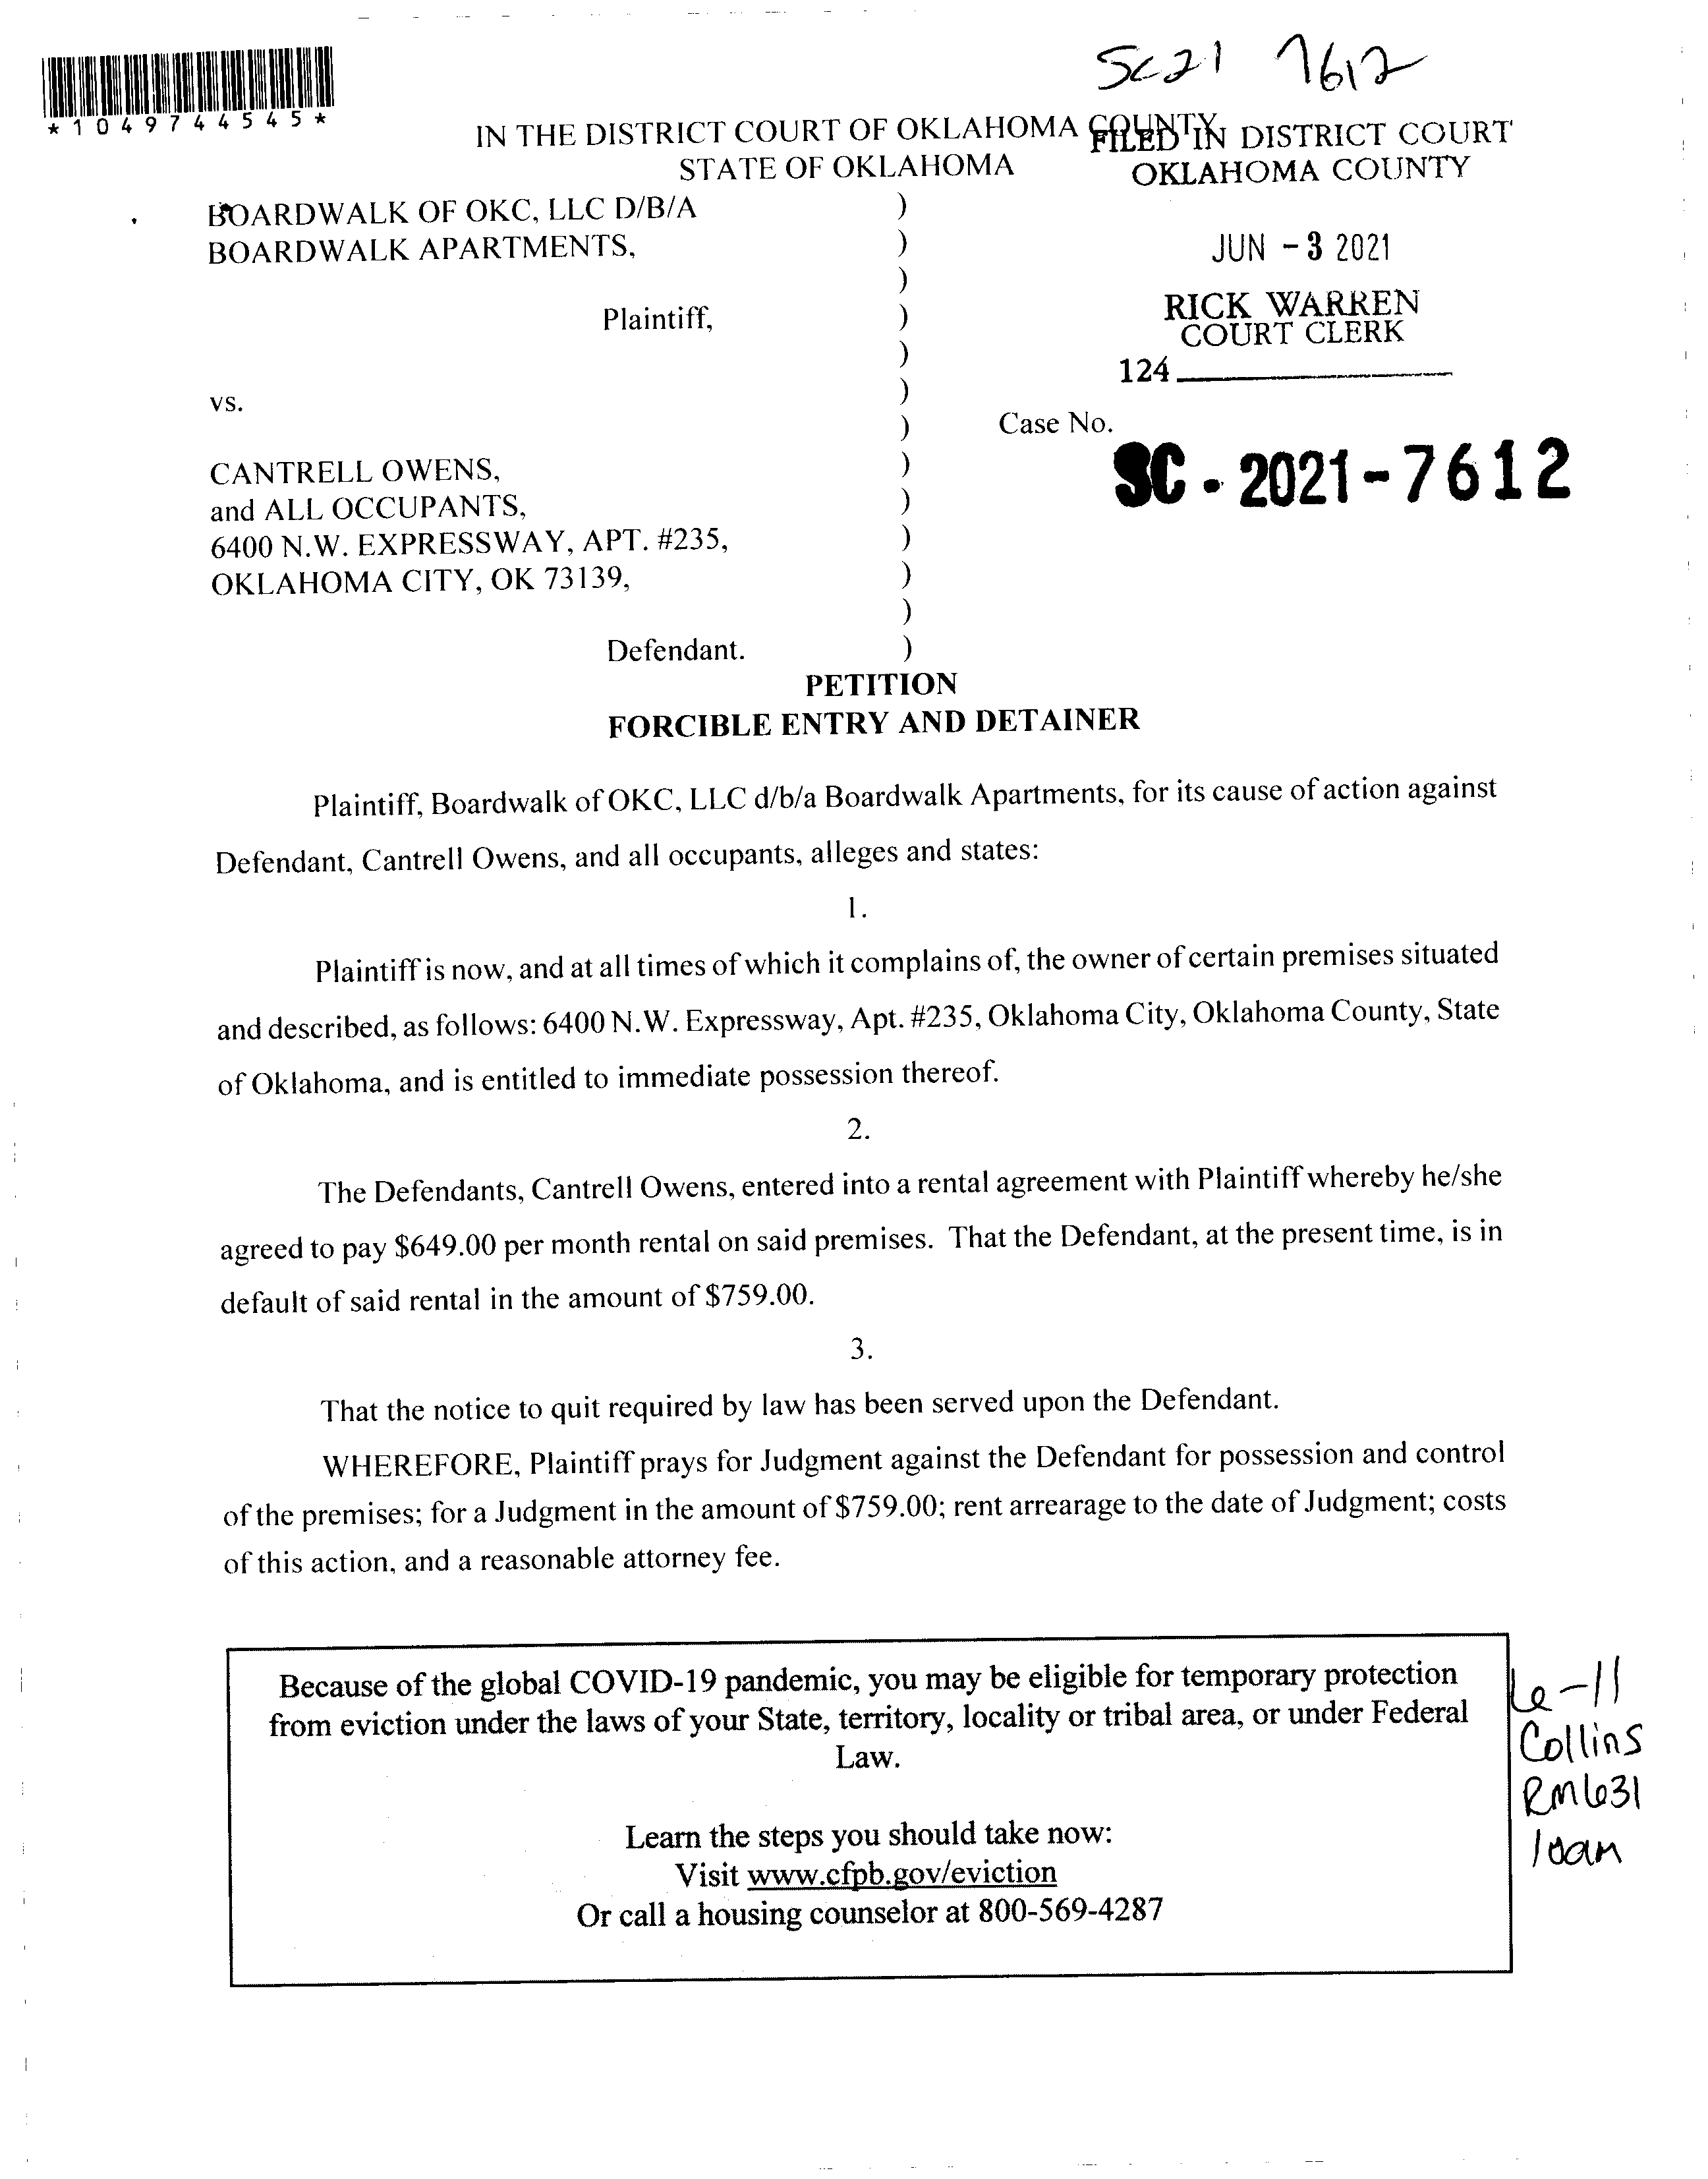 SC21 7612
*1049744545*
IN THE DISTRICT COURT OF OKLAHOMA COUNTY
STATE OF OKLAHOMA
FILED IN DISTRICT COURT
OKLAHOMA COUNTY
JUN - 3 2021
RICK WARREN
COURT CLERK
124
BOARDWALK OF OKC, LLC D/B/A )
BOARDWALK APARTMENTS, )
)
Plaintiff, )
)
)
vs.
) Case No.
SC - 2021 - 7612
CANTRELL OWENS, )
and ALL OCCUPANTS, )
6400 N.W. EXPRESSWAY, APT. #235, )
OKLAHOMA CITY, OK 73139, )
)
Defendant. )
PETITION
FORCIBLE ENTRY AND DETAINER
Plaintiff, Boardwalk of OKC, LLC d/b/a Boardwalk Apartments, for its cause of action against
Defendant, Cantrell Owens, and all occupants, alleges and states:
1.
Plaintiff is now, and at all times of which it complains of, the owner of certain premises situated
and described, as follows: 6400 N.W. Expressway, Apt. #235, Oklahoma City, Oklahoma County, State
of Oklahoma, and is entitled to immediate possession thereof.
2.
The Defendants, Cantrell Owens, entered into a rental agreement with Plaintiff whereby he/she
agreed to pay $649.00 per month rental on said premises. That the Defendant, at the present time, is in
default of said rental in the amount of $759.00.
3.
That the notice to quit required by law has been served upon the Defendant.
WHEREFORE, Plaintiff prays for Judgment against the Defendant for possession and control
of the premises; for a Judgment in the amount of $759.00; rent arrearage to the date of Judgment; costs
of this action, and a reasonable attorney fee.
Because of the global COVID-19 pandemic, you may be eligible for temporary protection
from eviction under the laws of your State, territory, locality or tribal area, or under Federal
Law.
Learn the steps you should take now:
Visit www.cfpb.gov/eviction
Or call a housing counselor at 800-569-4287
6-11
Collins
RM631
10am